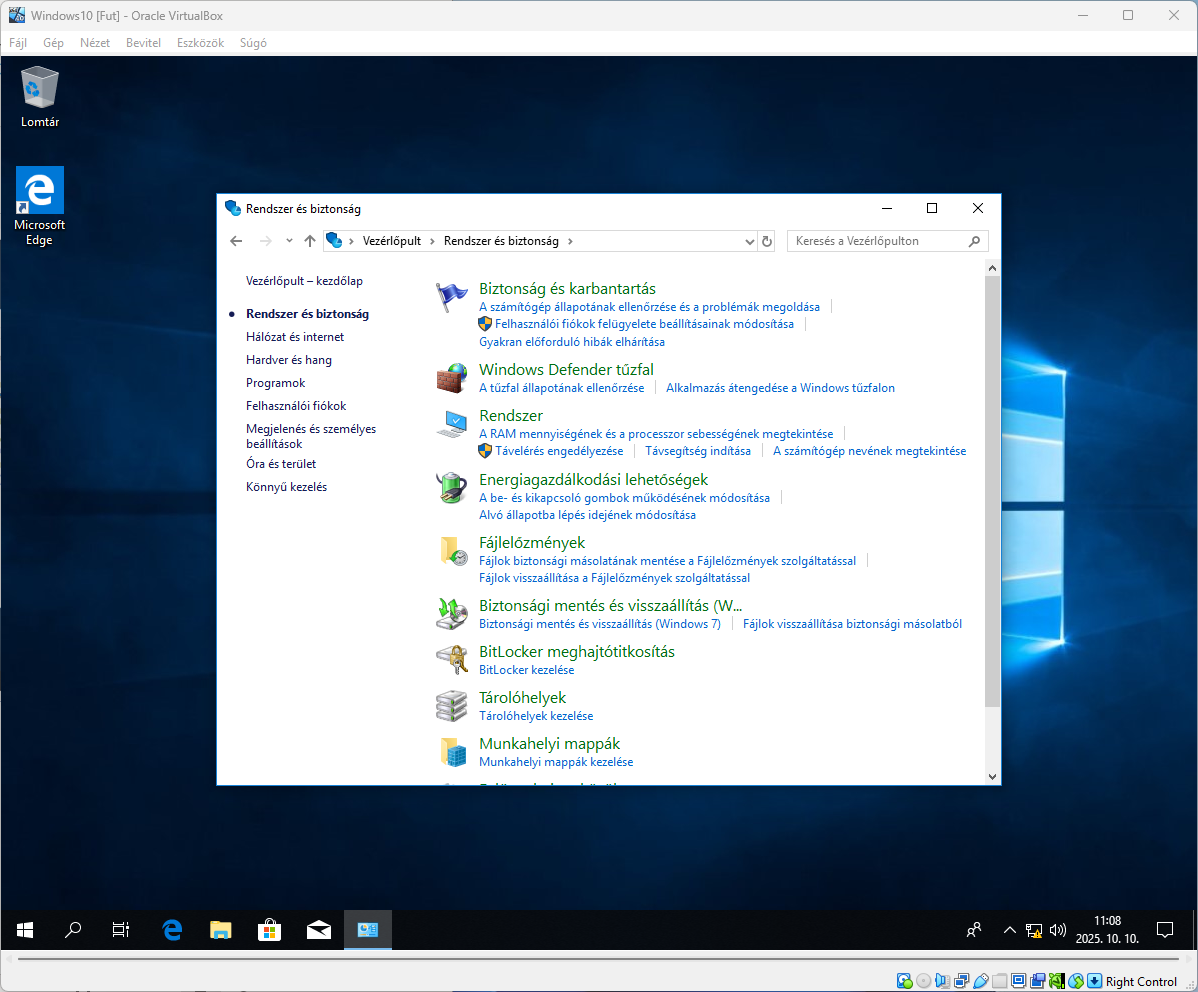 Windows10 [Fut] - Oracle VirtualBox
Fájl Gép Nézet Bevitel Eszközök Súgó
Lomtár
Microsoft
Edge
Rendszer és biztonság
Vezérlőpult Rendszer és biztonság
Keresés a Vezérlőpulton
Vezérlőpult – kezdőlap
Rendszer és biztonság
Hálózat és internet
Hardver és hang
Programok
Felhasználói fiókok
Megjelenés és személyes
beállítások
Óra és terület
Könnyű kezelés
Biztonság és karbantartás
A számítógép állapotának ellenőrzése és a problémák megoldása
Felhasználói fiókok felügyelete beállításainak módosítása
Gyakran előforduló hibák elhárítása
Windows Defender tűzfal
A tűzfal állapotának ellenőrzése Alkalmazás átengedése a Windows tűzfalon
Rendszer
A RAM mennyiségének és a processzor sebességének megtekintése
Távelérés engedélyezése Távsegítség indítása A számítógép nevének megtekintése
Energiagazdálkodási lehetőségek
A be- és kikapcsoló gombok működésének módosítása
Alvó állapotba lépés idejének módosítása
Fájlelőzmények
Fájlok biztonsági másolatának mentése a Fájlelőzmények szolgáltatással
Fájlok visszaállítása a Fájlelőzmények szolgáltatással
Biztonsági mentés és visszaállítás (W...
Biztonsági mentés és visszaállítás (Windows 7) Fájlok visszaállítása biztonsági másolatból
BitLocker meghajtótitkosítás
BitLocker kezelése
Tárolóhelyek
Tárolóhelyek kezelése
Munkahelyi mappák
Munkahelyi mappák kezelése
11:08
2025. 10. 10.
Right Control